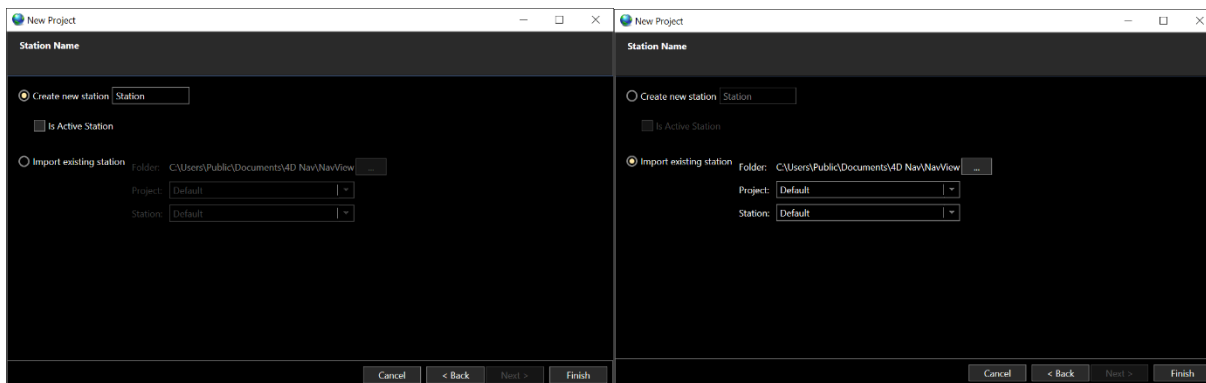 New Project
Station Name
Create new station Station
Is Active Station
Import existing station Folder: C:\Users\Public\Documents\4D Nav\NavView ...
Project: Default
Station: Default
Cancel < Back Next > Finish
New Project
Station Name
Create new station Station
Is Active Station
Import existing station Folder: C:\Users\Public\Documents\4D Nav\NavView ...
Project: Default
Station: Default
Cancel < Back Next > Finish